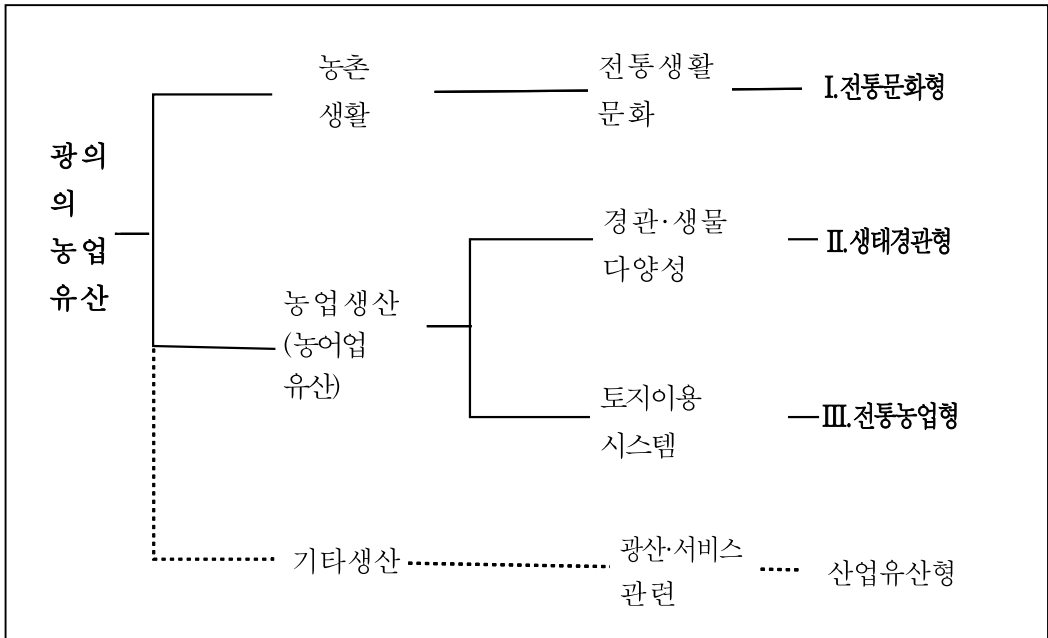 농촌
생활
전통생활
문화
Ⅰ.전통문화형
광의
의
농업
유산
경관·생물
다양성
Ⅱ.생태경관형
농업생산
(농어업
유산)
토지이용
시스템
Ⅲ.전통농업형
기타생산
광산·서비스
관련
산업유산형